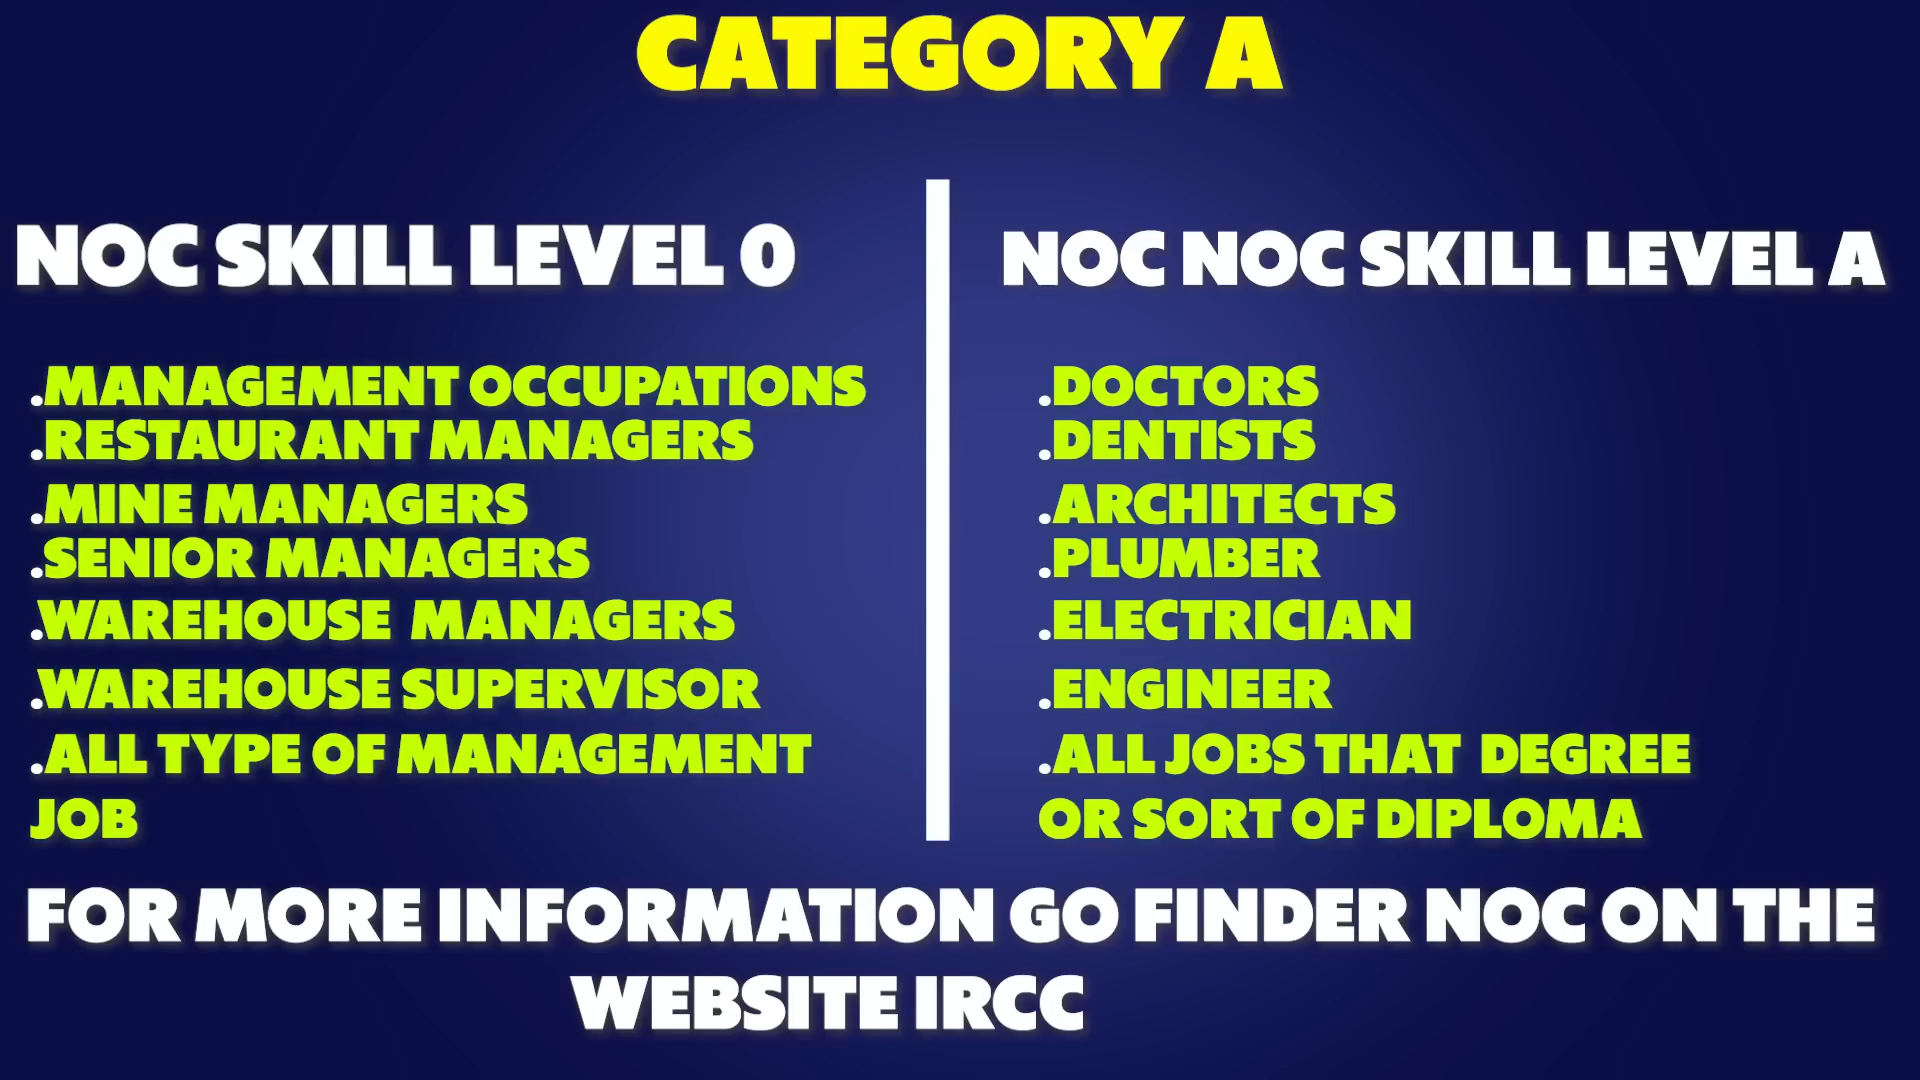 CATEGORY A
NOC SKILL LEVEL 0
.MANAGEMENT OCCUPATIONS
.RESTAURANT MANAGERS
.MINE MANAGERS
.SENIOR MANAGERS
.WAREHOUSE MANAGERS
.WAREHOUSE SUPERVISOR
.ALL TYPE OF MANAGEMENT
JOB
NOC NOC SKILL LEVEL A
.DOCTORS
.DENTISTS
.ARCHITECTS
.PLUMBER
.ELECTRICIAN
.ENGINEER
.ALL JOBS THAT DEGREE
OR SORT OF DIPLOMA
FOR MORE INFORMATION GO FINDER NOC ON THE
WEBSITE IRCC